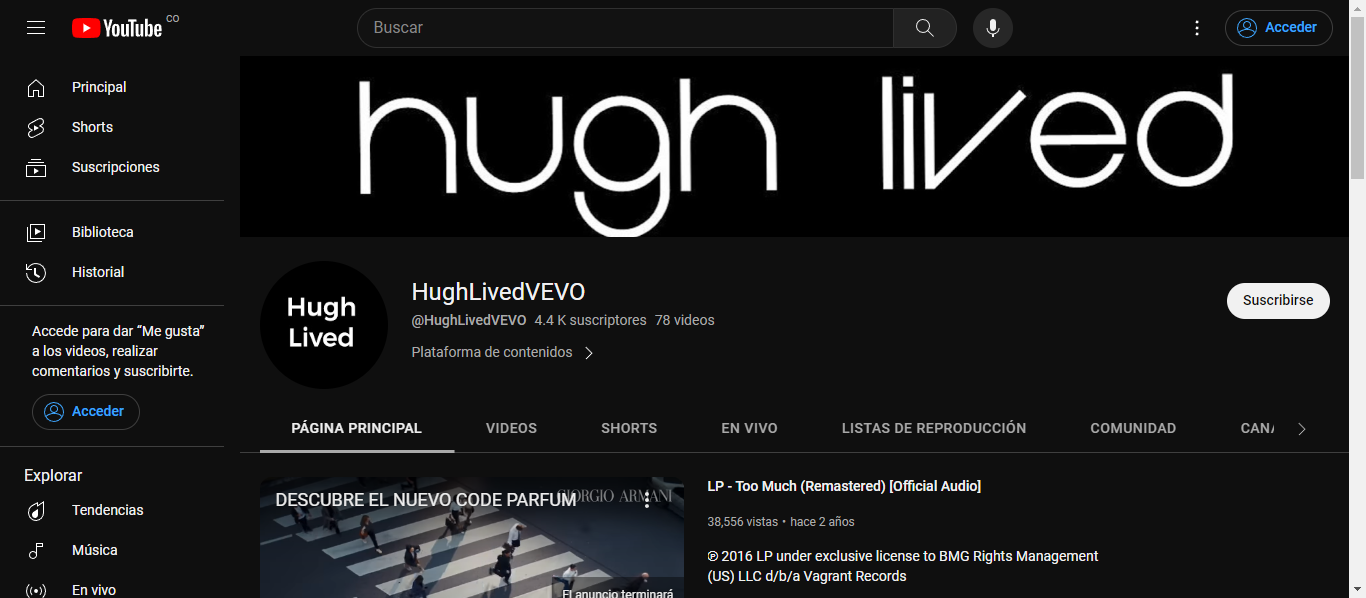 YouTube CO
Buscar
Acceder
Principal
Shorts
Suscripciones
Biblioteca
Historial
Accede para dar “Me gusta”
a los videos, realizar
comentarios y suscribirte.
Acceder
Explorar
Tendencias
Música
En vivo
hugh lived
Hugh
Lived
HughLivedVEVO
@HughLivedVEVO 4.4 K suscriptores 78 videos
Plataforma de contenidos
Suscribirse
PÁGINA PRINCIPAL VIDEOS SHORTS EN VIVO LISTAS DE REPRODUCCIÓN COMUNIDAD
DESCUBRE EL NUEVO CODE PARFUM
GIORGIO ARMANI
El anuncio terminará
LP - Too Much (Remastered) [Official Audio]
38,556 vistas • hace 2 años
℗ 2016 LP under exclusive license to BMG Rights Management
(US) LLC d/b/a Vagrant Records